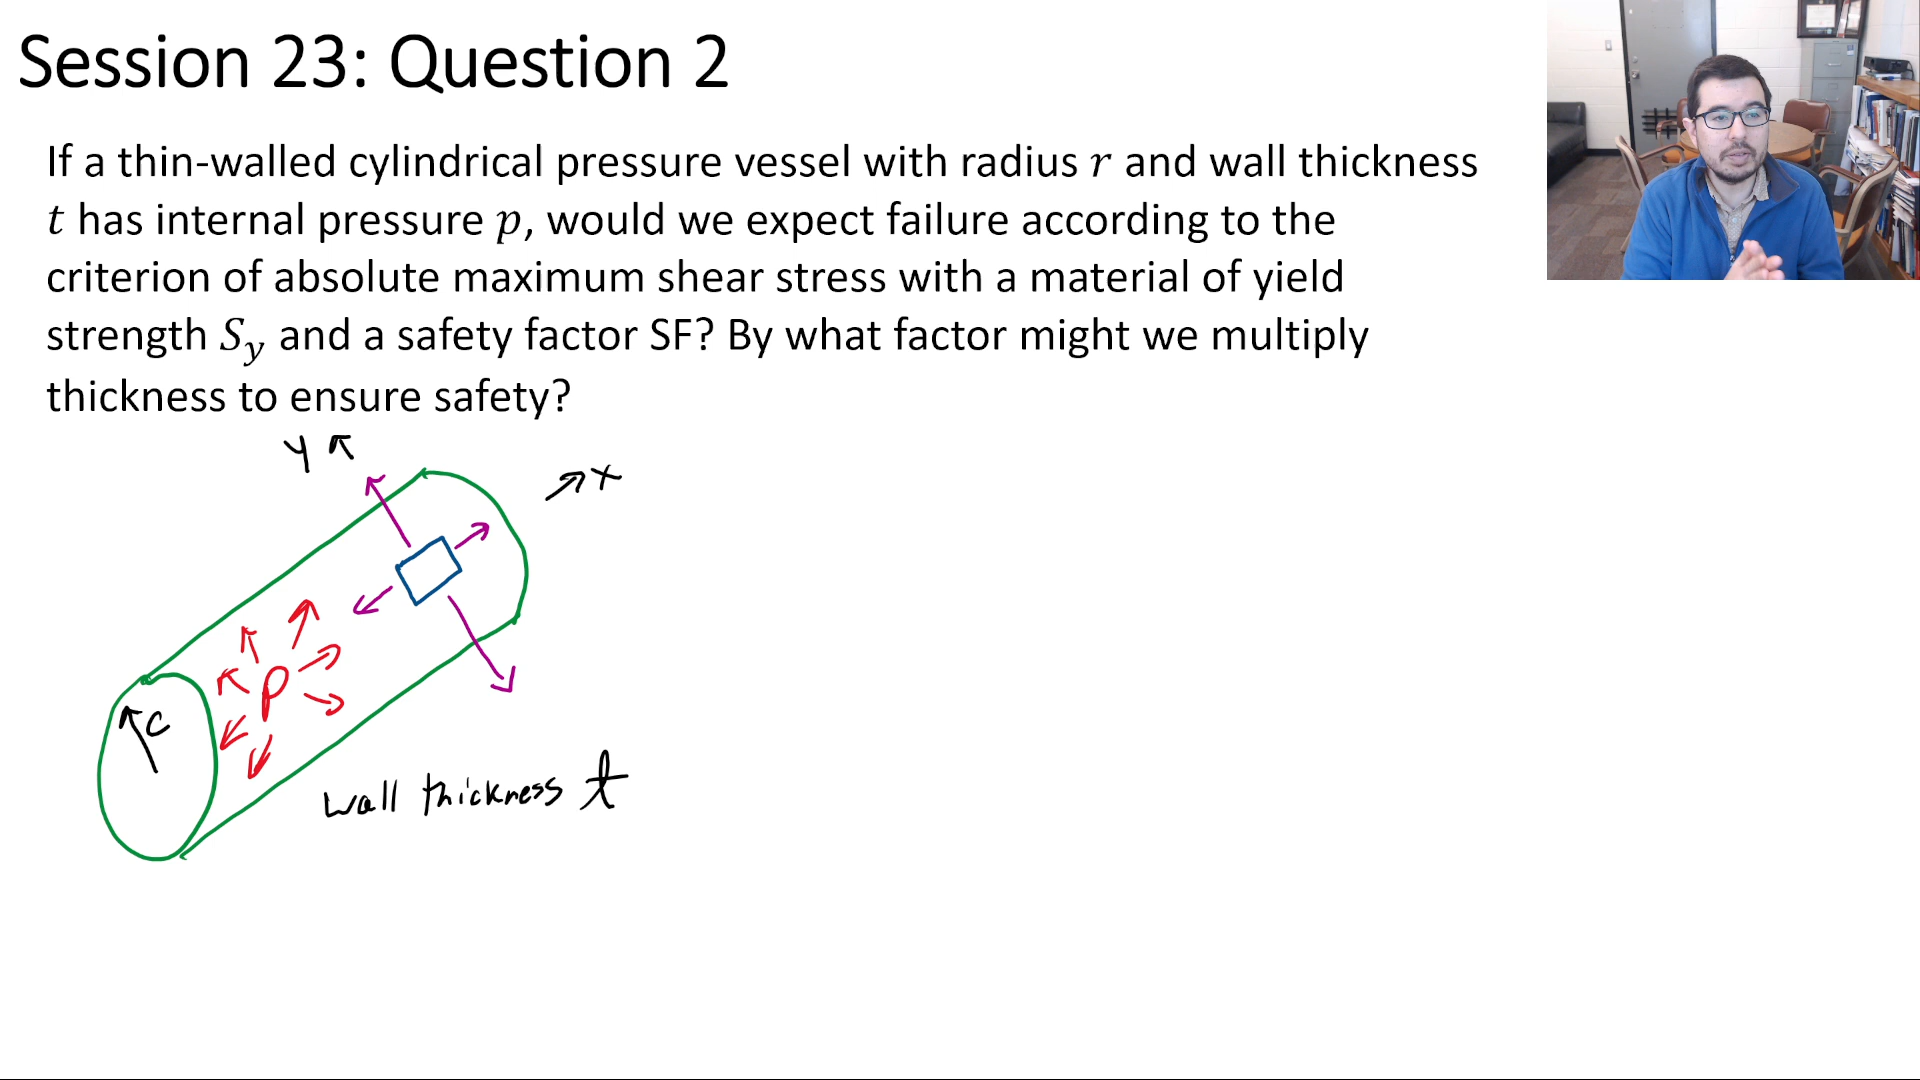 Session 23: Question 2
If a thin-walled cylindrical pressure vessel with radius r and wall thickness
t has internal pressure p, would we expect failure according to the
criterion of absolute maximum shear stress with a material of yield
strength S_y and a safety factor SF? By what factor might we multiply
thickness to ensure safety?
y
x
p
r
wall thickness t